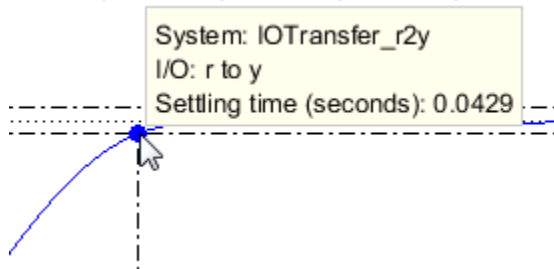 System: IOTransfer_r2y
I/O: r to y
Settling time (seconds): 0.0429